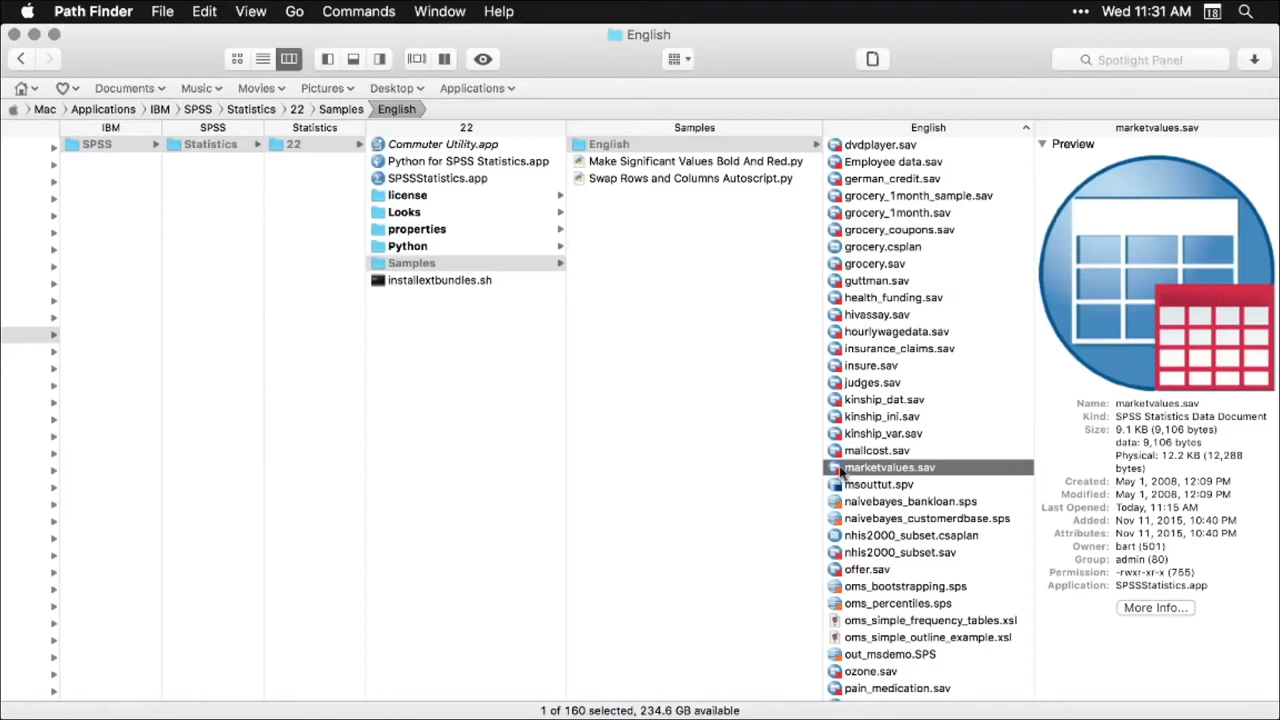 Path Finder File Edit View Go Commands Window Help ••• Wed 11:31 AM 18
English
Spotlight Panel
Documents Music Movies Pictures Desktop Applications
Mac Applications IBM SPSS Statistics 22 Samples English
IBM SPSS Statistics 22 Samples English marketvalues.sav
SPSS
Statistics
22
Commuter Utility.app
Python for SPSS Statistics.app
SPSSStatistics.app
license
Looks
properties
Python
Samples
installextbundles.sh
English
Make Significant Values Bold And Red.py
Swap Rows and Columns Autoscript.py
dvdplayer.sav
Employee data.sav
german_credit.sav
grocery_1month_sample.sav
grocery_1month.sav
grocery_coupons.sav
grocery.csplan
grocery.sav
guttman.sav
health_funding.sav
hivassay.sav
hourlywagedata.sav
insurance_claims.sav
insure.sav
judges.sav
kinship_dat.sav
kinship_ini.sav
kinship_var.sav
mallcost.sav
marketvalues.sav
msouttut.spv
naivebayes_bankloan.sps
naivebayes_customerdbase.sps
nhis2000_subset.csaplan
nhis2000_subset.sav
offer.sav
oms_bootstrapping.sps
oms_percentiles.sps
oms_simple_frequency_tables.xsl
oms_simple_outline_example.xsl
out_msdemo.SPS
ozone.sav
pain_medication.sav
Preview
Name: marketvalues.sav
Kind: SPSS Statistics Data Document
Size: 9.1 KB (9,106 bytes)
data: 9,106 bytes
Physical: 12.2 KB (12,288
bytes)
Created: May 1, 2008, 12:09 PM
Modified: May 1, 2008, 12:09 PM
Last Opened: Today, 11:15 AM
Added: Nov 11, 2015, 10:40 PM
Attributes: Nov 11, 2015, 10:40 PM
Owner: bart (501)
Group: admin (80)
Permission: -rwxr-xr-x (755)
Application: SPSSStatistics.app
More Info...
1 of 160 selected, 234.6 GB available